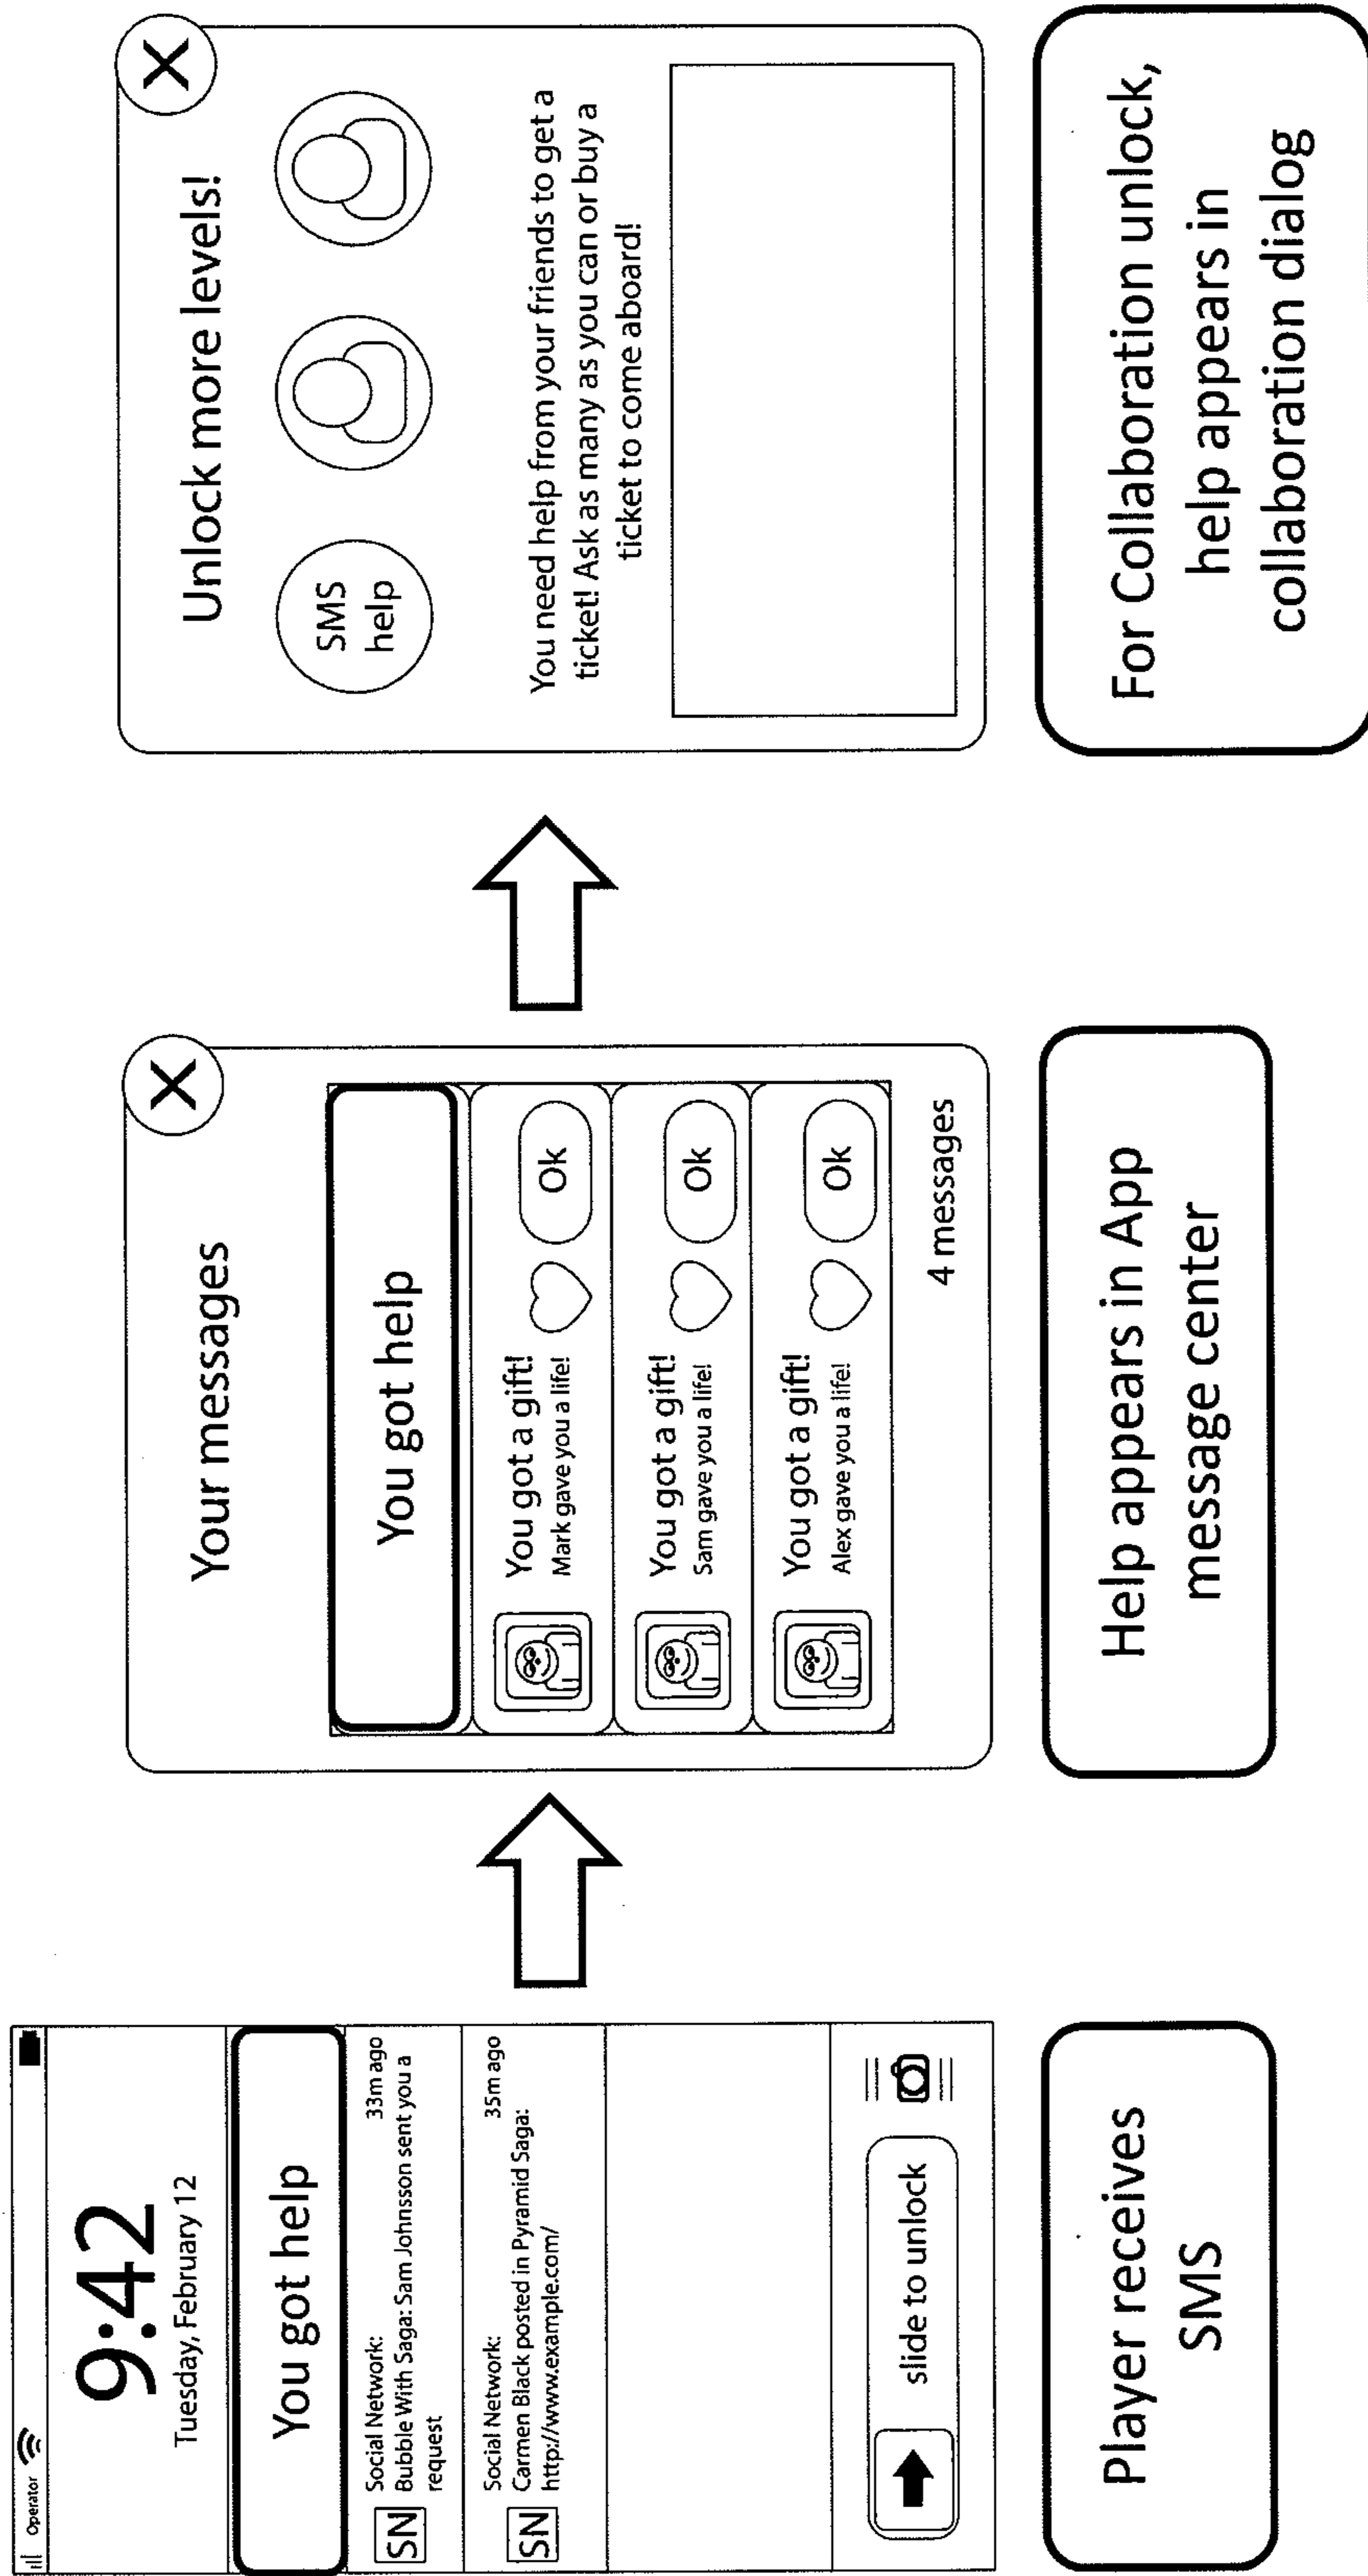 Operator
9:42
Tuesday, February 12
You got help
SN
Social Network:
33m ago
Bubble With Saga: Sam Johnsson sent you a
request
SN
Social Network:
35m ago
Carmen Black posted in Pyramid Saga:
http://www.example.com/
slide to unlock
Player receives
SMS
X
Your messages
You got help
You got a gift!
Mark gave you a life!
Ok
You got a gift!
Sam gave you a life!
Ok
You got a gift!
Alex gave you a life!
Ok
4 messages
Help appears in App
message center
X
Unlock more levels!
SMS
help
You need help from your friends to get a
ticket! Ask as many as you can or buy a
ticket to come aboard!
For Collaboration unlock,
help appears in
collaboration dialog